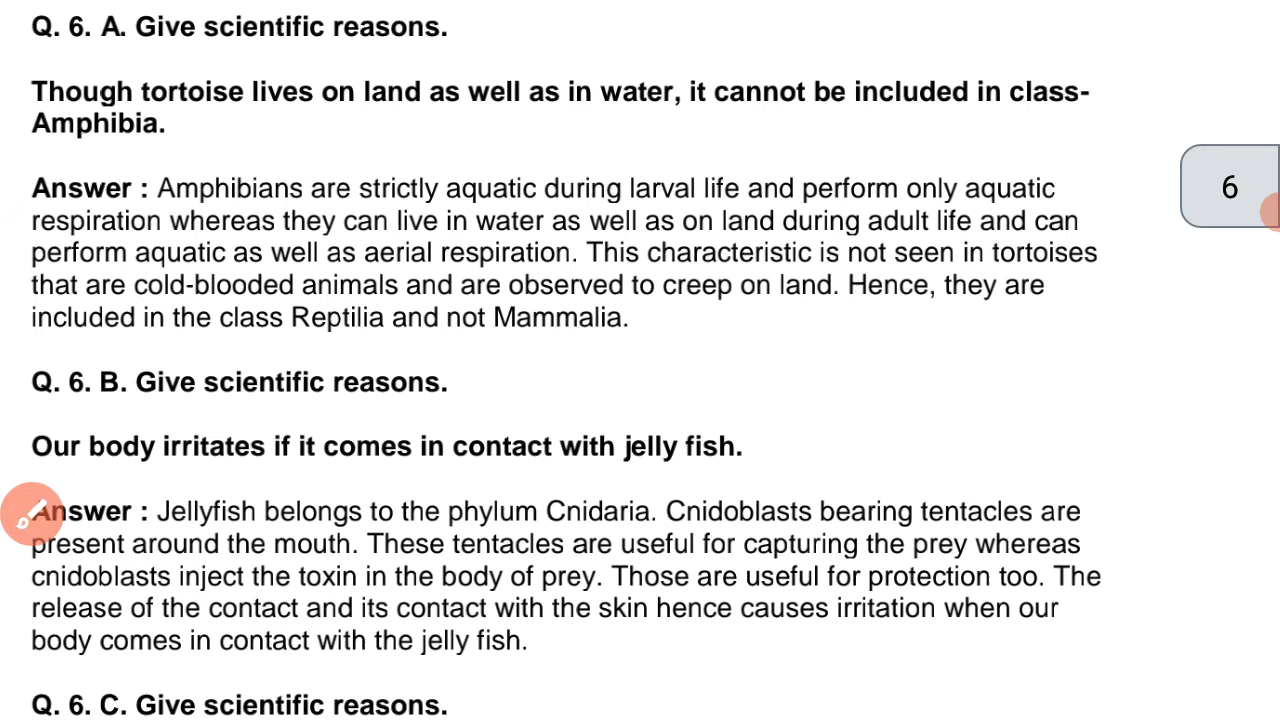 Q. 6. A. Give scientific reasons.
Though tortoise lives on land as well as in water, it cannot be included in class-
Amphibia.
Answer : Amphibians are strictly aquatic during larval life and perform only aquatic
respiration whereas they can live in water as well as on land during adult life and can
perform aquatic as well as aerial respiration. This characteristic is not seen in tortoises
that are cold-blooded animals and are observed to creep on land. Hence, they are
included in the class Reptilia and not Mammalia.
6
Q. 6. B. Give scientific reasons.
Our body irritates if it comes in contact with jelly fish.
Answer : Jellyfish belongs to the phylum Cnidaria. Cnidoblasts bearing tentacles are
present around the mouth. These tentacles are useful for capturing the prey whereas
cnidoblasts inject the toxin in the body of prey. Those are useful for protection too. The
release of the contact and its contact with the skin hence causes irritation when our
body comes in contact with the jelly fish.
Q. 6. C. Give scientific reasons.